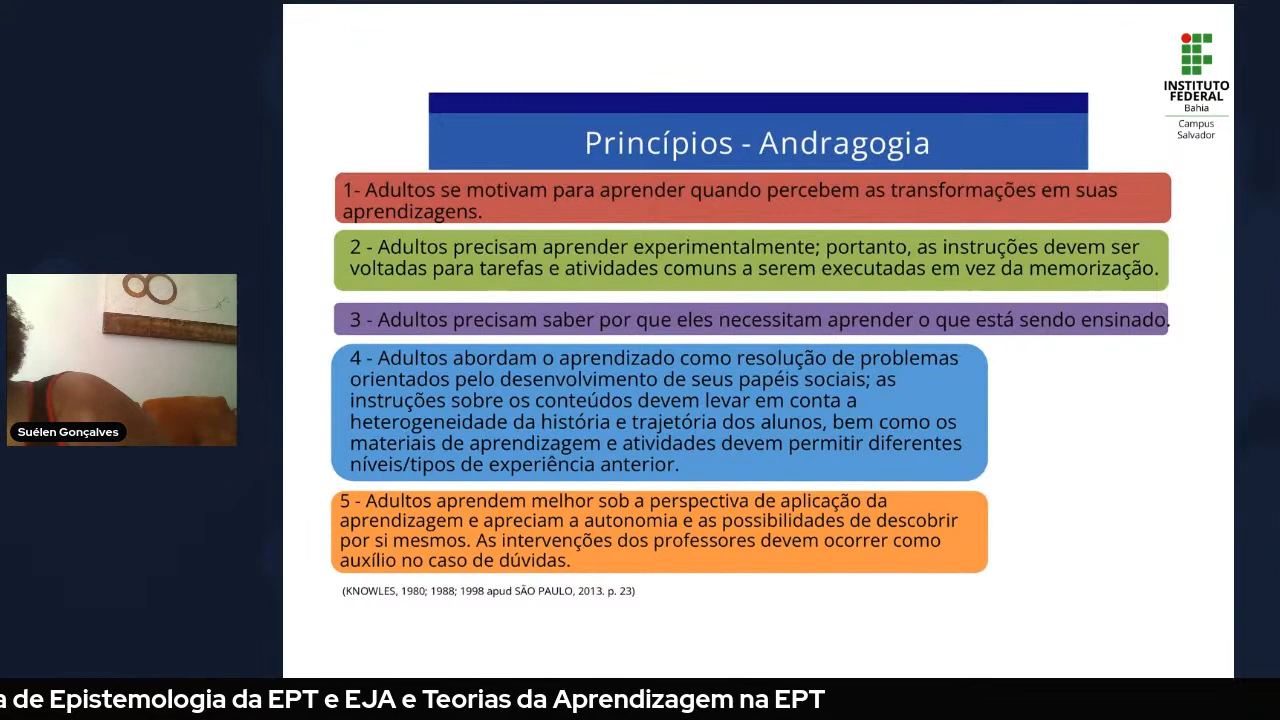 INSTITUTO
FEDERAL
Bahia
Campus
Salvador
Princípios - Andragogia
1- Adultos se motivam para aprender quando percebem as transformações em suas
aprendizagens.
2 - Adultos precisam aprender experimentalmente; portanto, as instruções devem ser
voltadas para tarefas e atividades comuns a serem executadas em vez da memorização.
3 - Adultos precisam saber por que eles necessitam aprender o que está sendo ensinado.
4 - Adultos abordam o aprendizado como resolução de problemas
orientados pelo desenvolvimento de seus papéis sociais; as
instruções sobre os conteúdos devem levar em conta a
heterogeneidade da história e trajetória dos alunos, bem como os
materiais de aprendizagem e atividades devem permitir diferentes
níveis/tipos de experiência anterior.
5 - Adultos aprendem melhor sob a perspectiva de aplicação da
aprendizagem e apreciam a autonomia e as possibilidades de descobrir
por si mesmos. As intervenções dos professores devem ocorrer como
auxílio no caso de dúvidas.
(KNOWLES, 1980; 1988; 1998 apud SÃO PAULO, 2013. p. 23)
Suélen Gonçalves
a de Epistemologia da EPT e EJA e Teorias da Aprendizagem na EPT